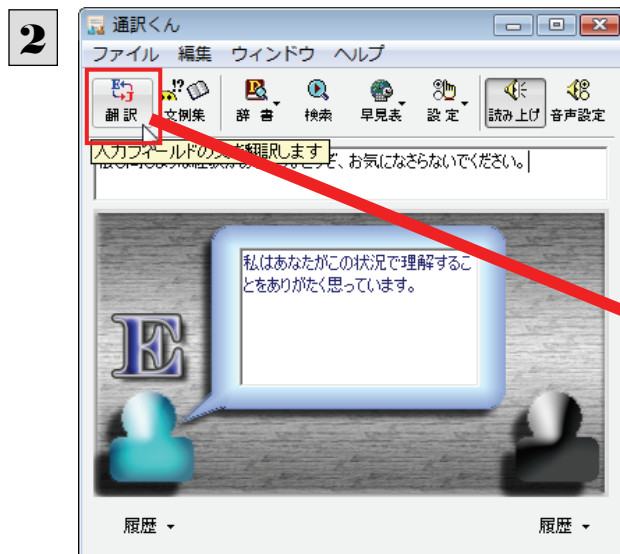 2
通訳くん
ファイル 編集 ウィンドウ ヘルプ
翻訳 文例集 辞書 検索 早見表 設定 読み上げ 音声設定
入力フィールドの 翻訳します
お気になさらないでください。
私はあなたがこの状況で理解するこ
とをありがたく思っています。
E
履歴 履歴